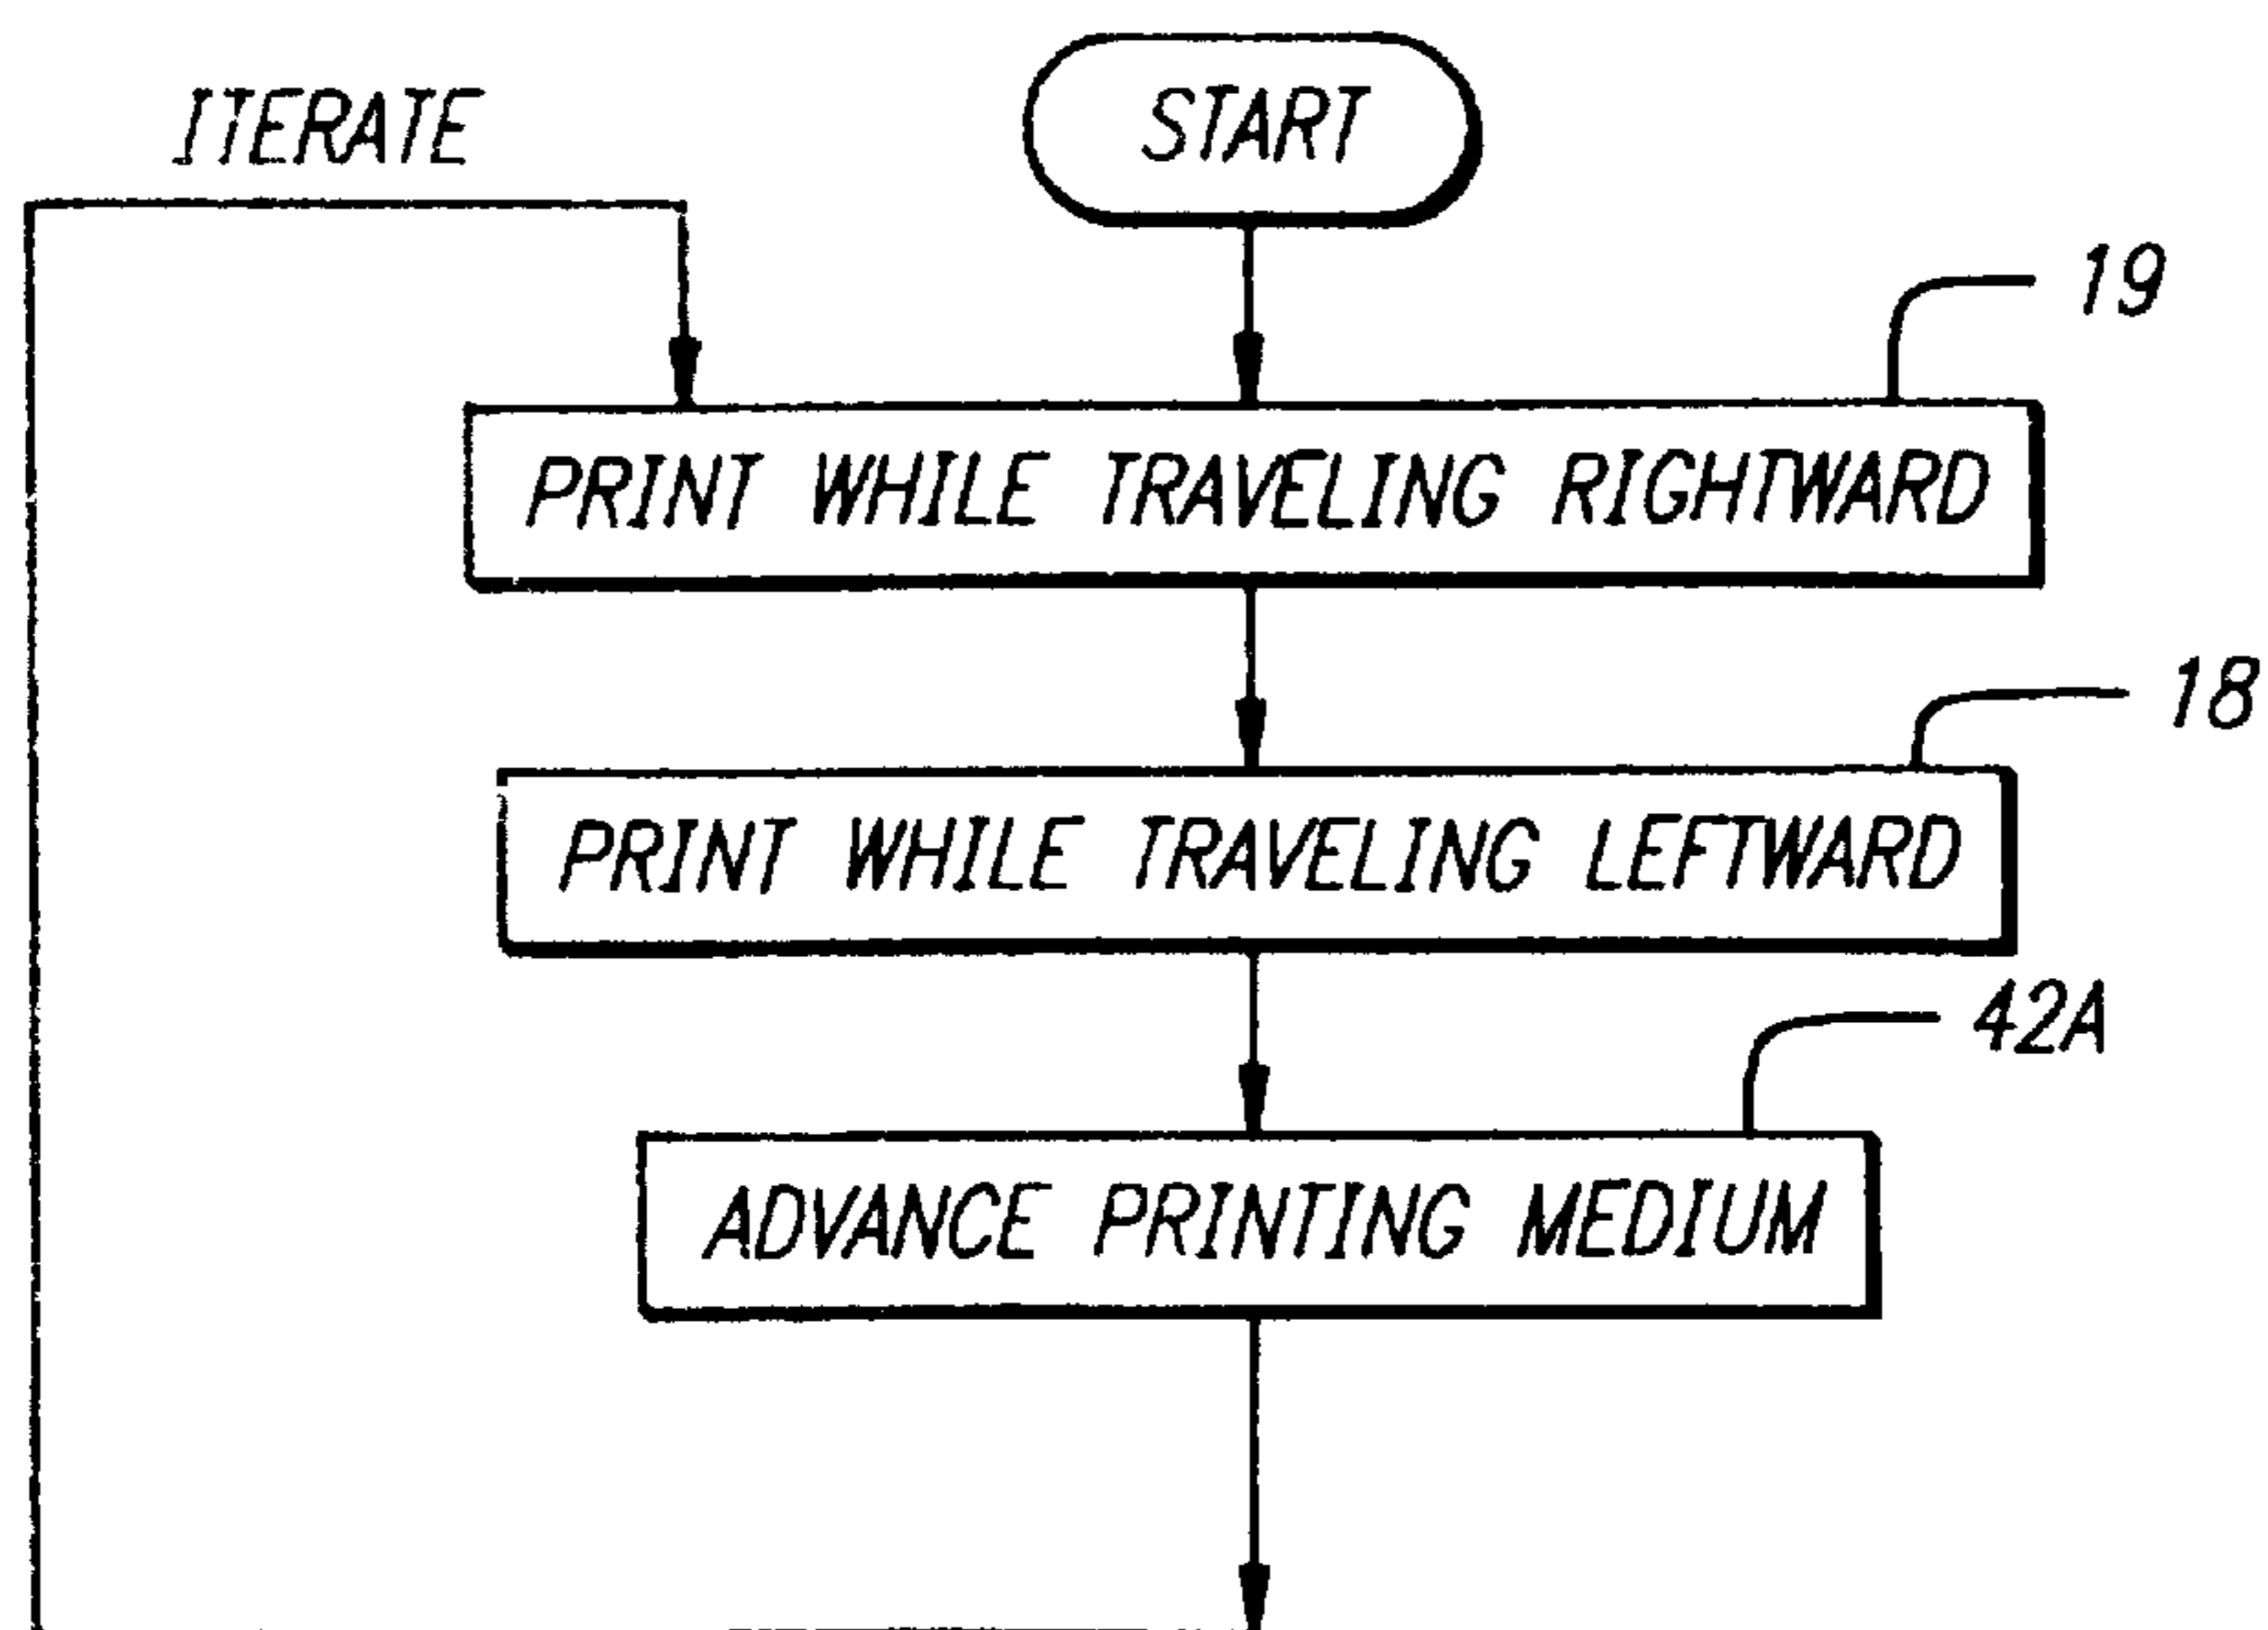 ITERATE
START
19
PRINT WHILE TRAVELING RIGHTWARD
18
PRINT WHILE TRAVELING LEFTWARD
42A
ADVANCE PRINTING MEDIUM